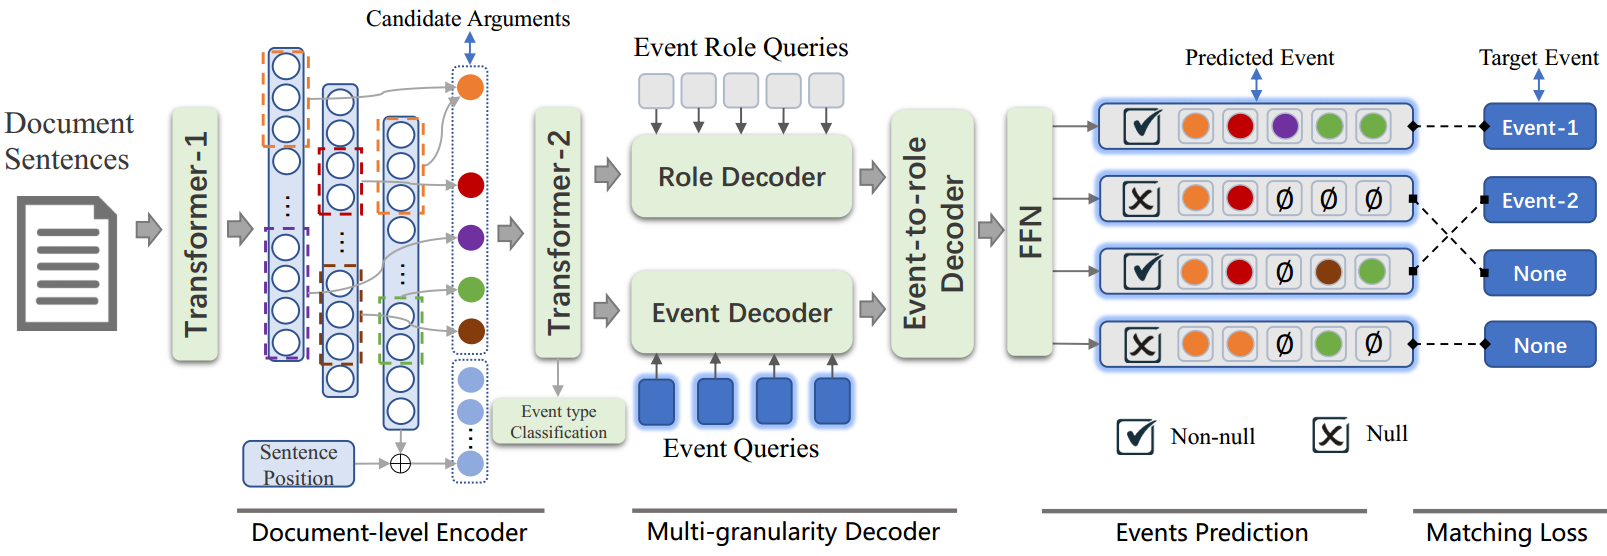 Candidate Arguments
Event Role Queries
Predicted Event
Target Event
Document
Sentences
Transformer-1
Transformer-2
Role Decoder
Event Decoder
Event-to-role
Decoder
FFN
Ø Ø Ø
Ø
Ø Ø
Event-1
Event-2
None
None
Event type
Classification
Event Queries
Sentence
Position
Non-null
Null
Document-level Encoder
Multi-granularity Decoder
Events Prediction
Matching Loss